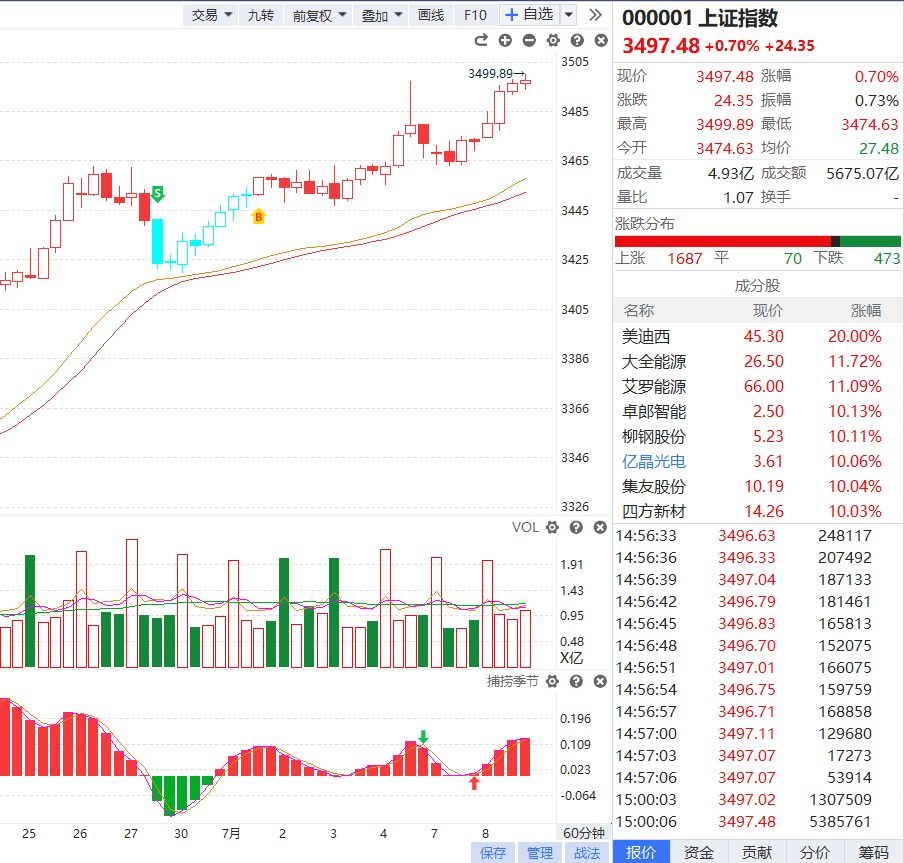 交易 九转 前复权 叠加 画线 F10 +自选
000001 上证指数
3497.48 +0.70% +24.35
3499.89→
3505
3485
3465
3445
3425
3405
3386
3366
3346
3326
S
B
现价 3497.48 涨幅 0.70%
涨跌 24.35 振幅 0.73%
最高 3499.89 最低 3474.63
今开 3474.63 均价 27.48
成交量 4.93亿 成交额 5675.07亿
量比 1.07 换手 -
涨跌分布
上涨 1687 平 70 下跌 473
成分股
名称 现价 涨幅
美迪西 45.30 20.00%
大全能源 26.50 11.72%
艾罗能源 66.00 11.09%
卓郎智能 2.50 10.13%
柳钢股份 5.23 10.11%
亿晶光电 3.61 10.06%
集友股份 10.19 10.04%
四方新材 14.26 10.03%
VOL
1.91
1.43
0.95
0.48
X亿
捕捞季节
0.196
0.109
0.023
-0.064
25 26 27 30 7月 2 3 4 7 8 60分钟
保存 管理 战法
14:56:33 3496.63 248117
14:56:36 3496.33 207492
14:56:39 3497.04 187133
14:56:42 3496.79 181461
14:56:45 3496.83 165813
14:56:48 3496.70 152075
14:56:51 3497.01 166075
14:56:54 3496.75 159759
14:56:57 3496.71 168858
14:57:00 3497.11 129680
14:57:03 3497.07 17273
14:57:06 3497.07 53914
15:00:03 3497.02 1307509
15:00:06 3497.48 5385761
报价 资金 贡献 分价 筹码